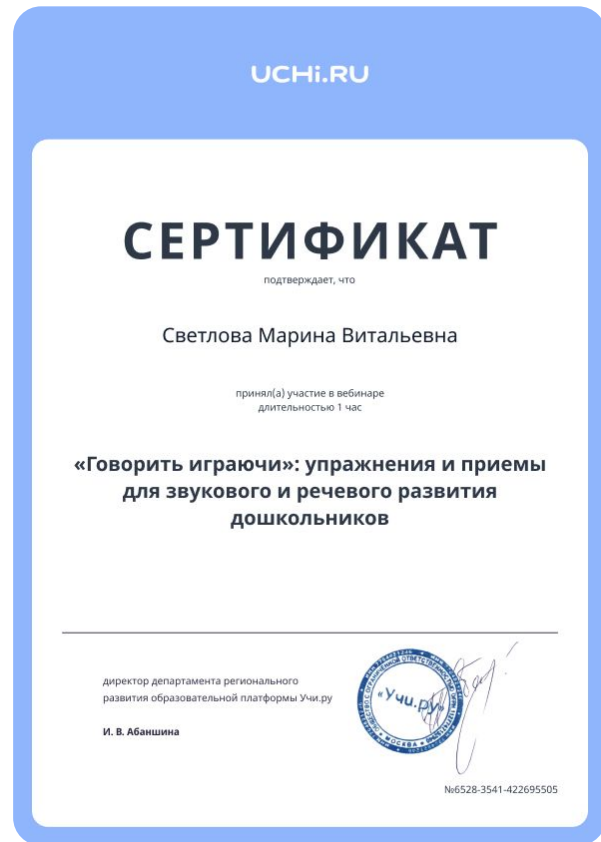 UCHi.RU
СЕРТИФИКАТ
подтверждает, что
Светлова Марина Витальевна
принял(а) участие в вебинаре
длительностью 1 час
«Говорить играючи»: упражнения и приемы
для звукового и речевого развития
дошкольников
директор департамента регионального
развития образовательной платформы Учи.ру
И. В. Абаншина
«Учи.ру»
МОСКВА
№6528-3541-422695505